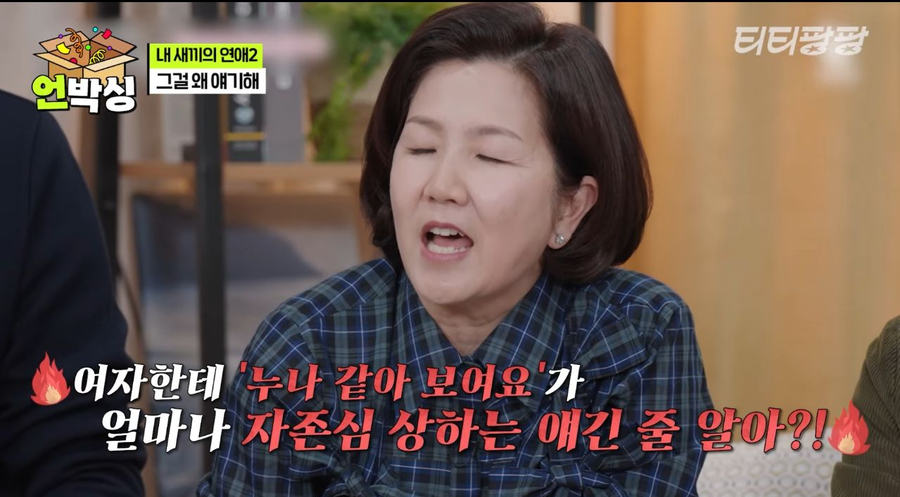 언박싱
내 새끼의 연애2
그걸 왜 얘기해
티티팡팡
여자한테 '누나 같아 보여요'가
얼마나 자존심 상하는 얘긴 줄 알아?!